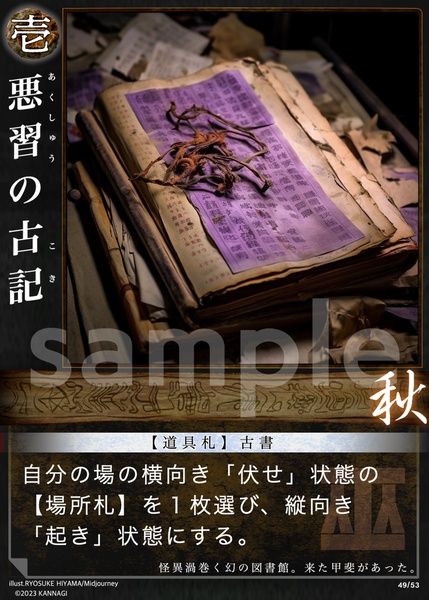 壱
悪習の古記
あくしゅう
こき
sample
秋
【道具札】古書
自分の場の横向き「伏せ」状態の
【場所札】を1枚選び、縦向き
「起き」状態にする。
巫
怪異渦巻く幻の図書館。来た甲斐があった。
illust.RYOSUKE HIYAMA/Midjourney
©2023 KANNAGI
49/53